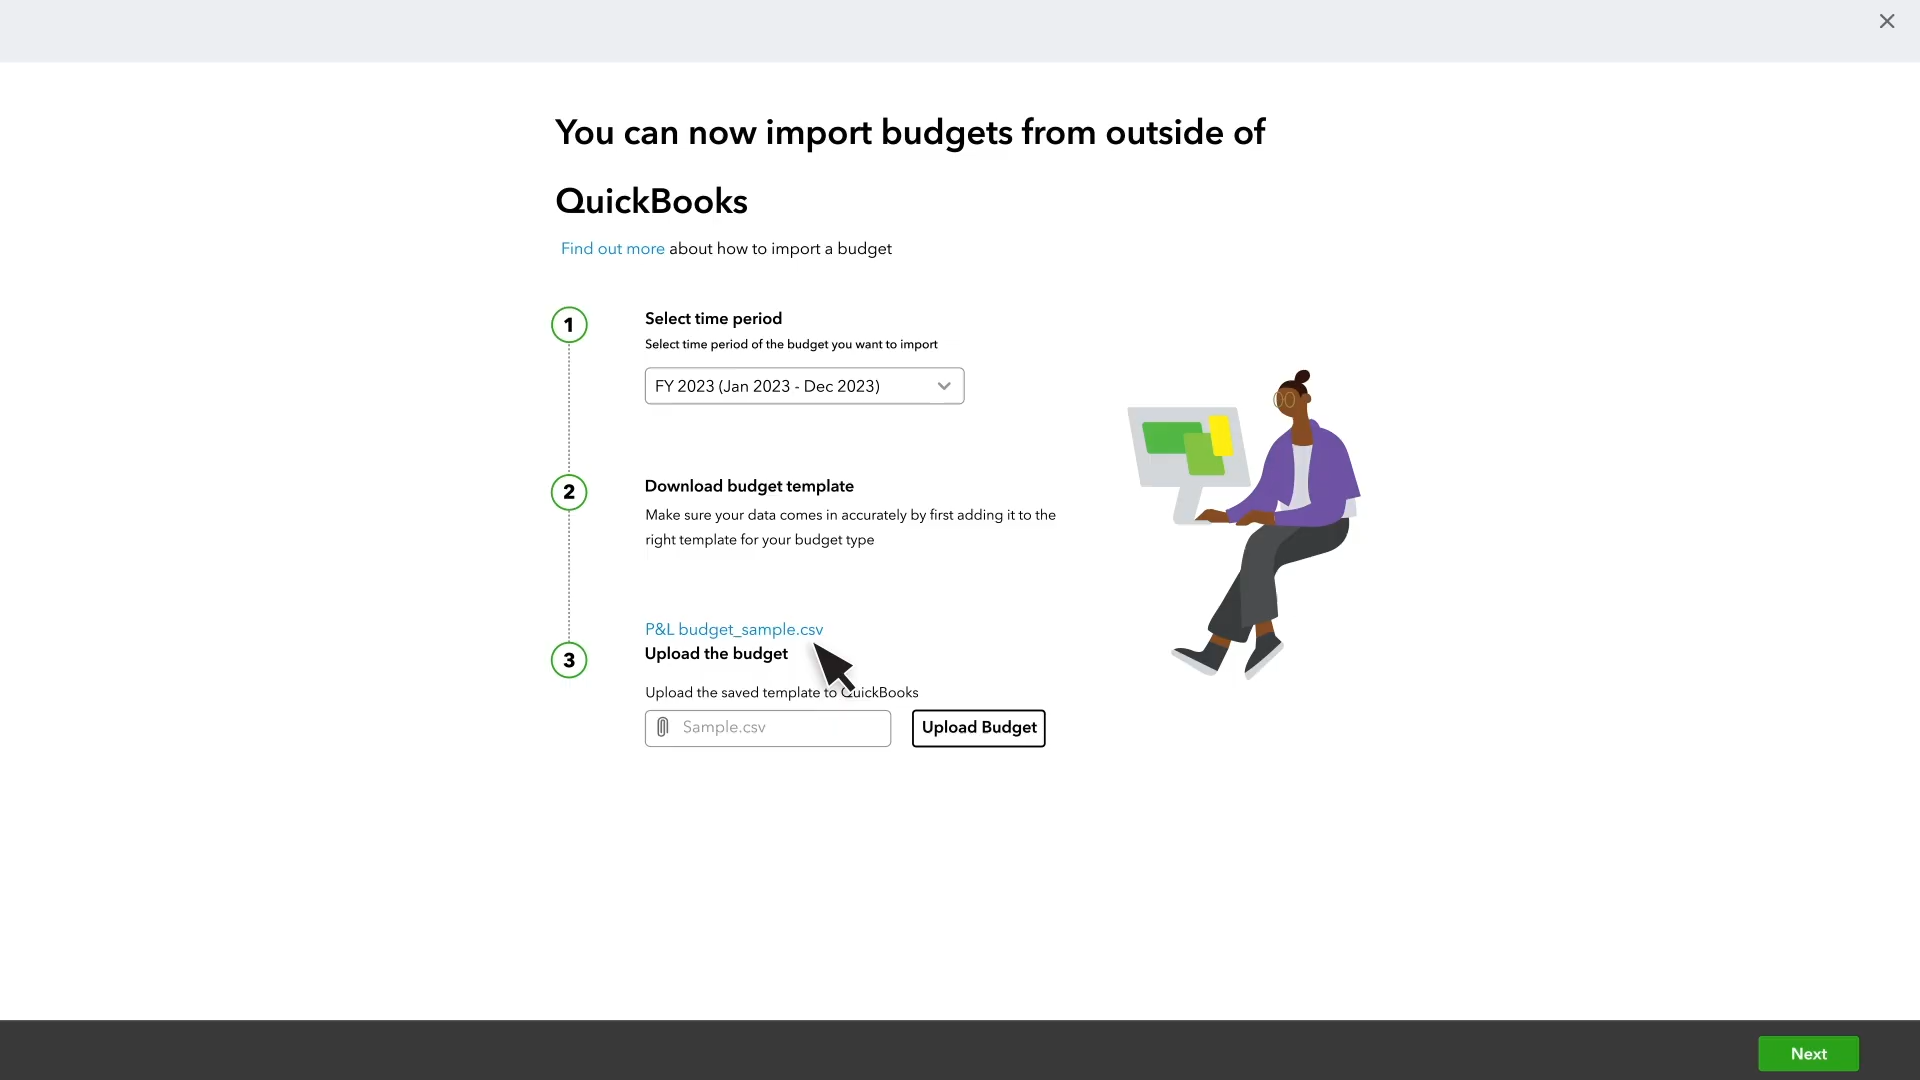 You can now import budgets from outside of
QuickBooks
Find out more about how to import a budget
1
Select time period
Select time period of the budget you want to import
FY 2023 (Jan 2023 - Dec 2023)
2
Download budget template
Make sure your data comes in accurately by first adding it to the
right template for your budget type
P&L budget_sample.csv
3
Upload the budget
Upload the saved template to QuickBooks
Sample.csv
Upload Budget
Next